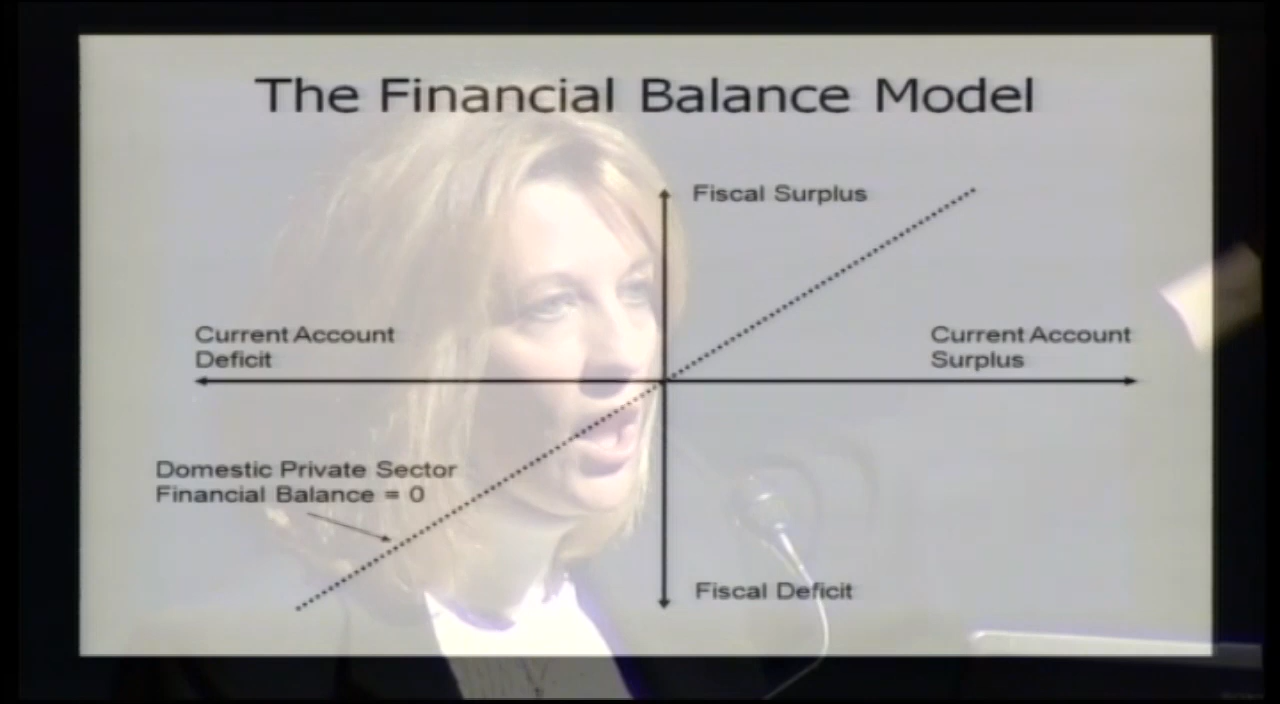 The Financial Balance Model
Fiscal Surplus
Current Account
Deficit
Current Account
Surplus
Domestic Private Sector
Financial Balance = 0
Fiscal Deficit